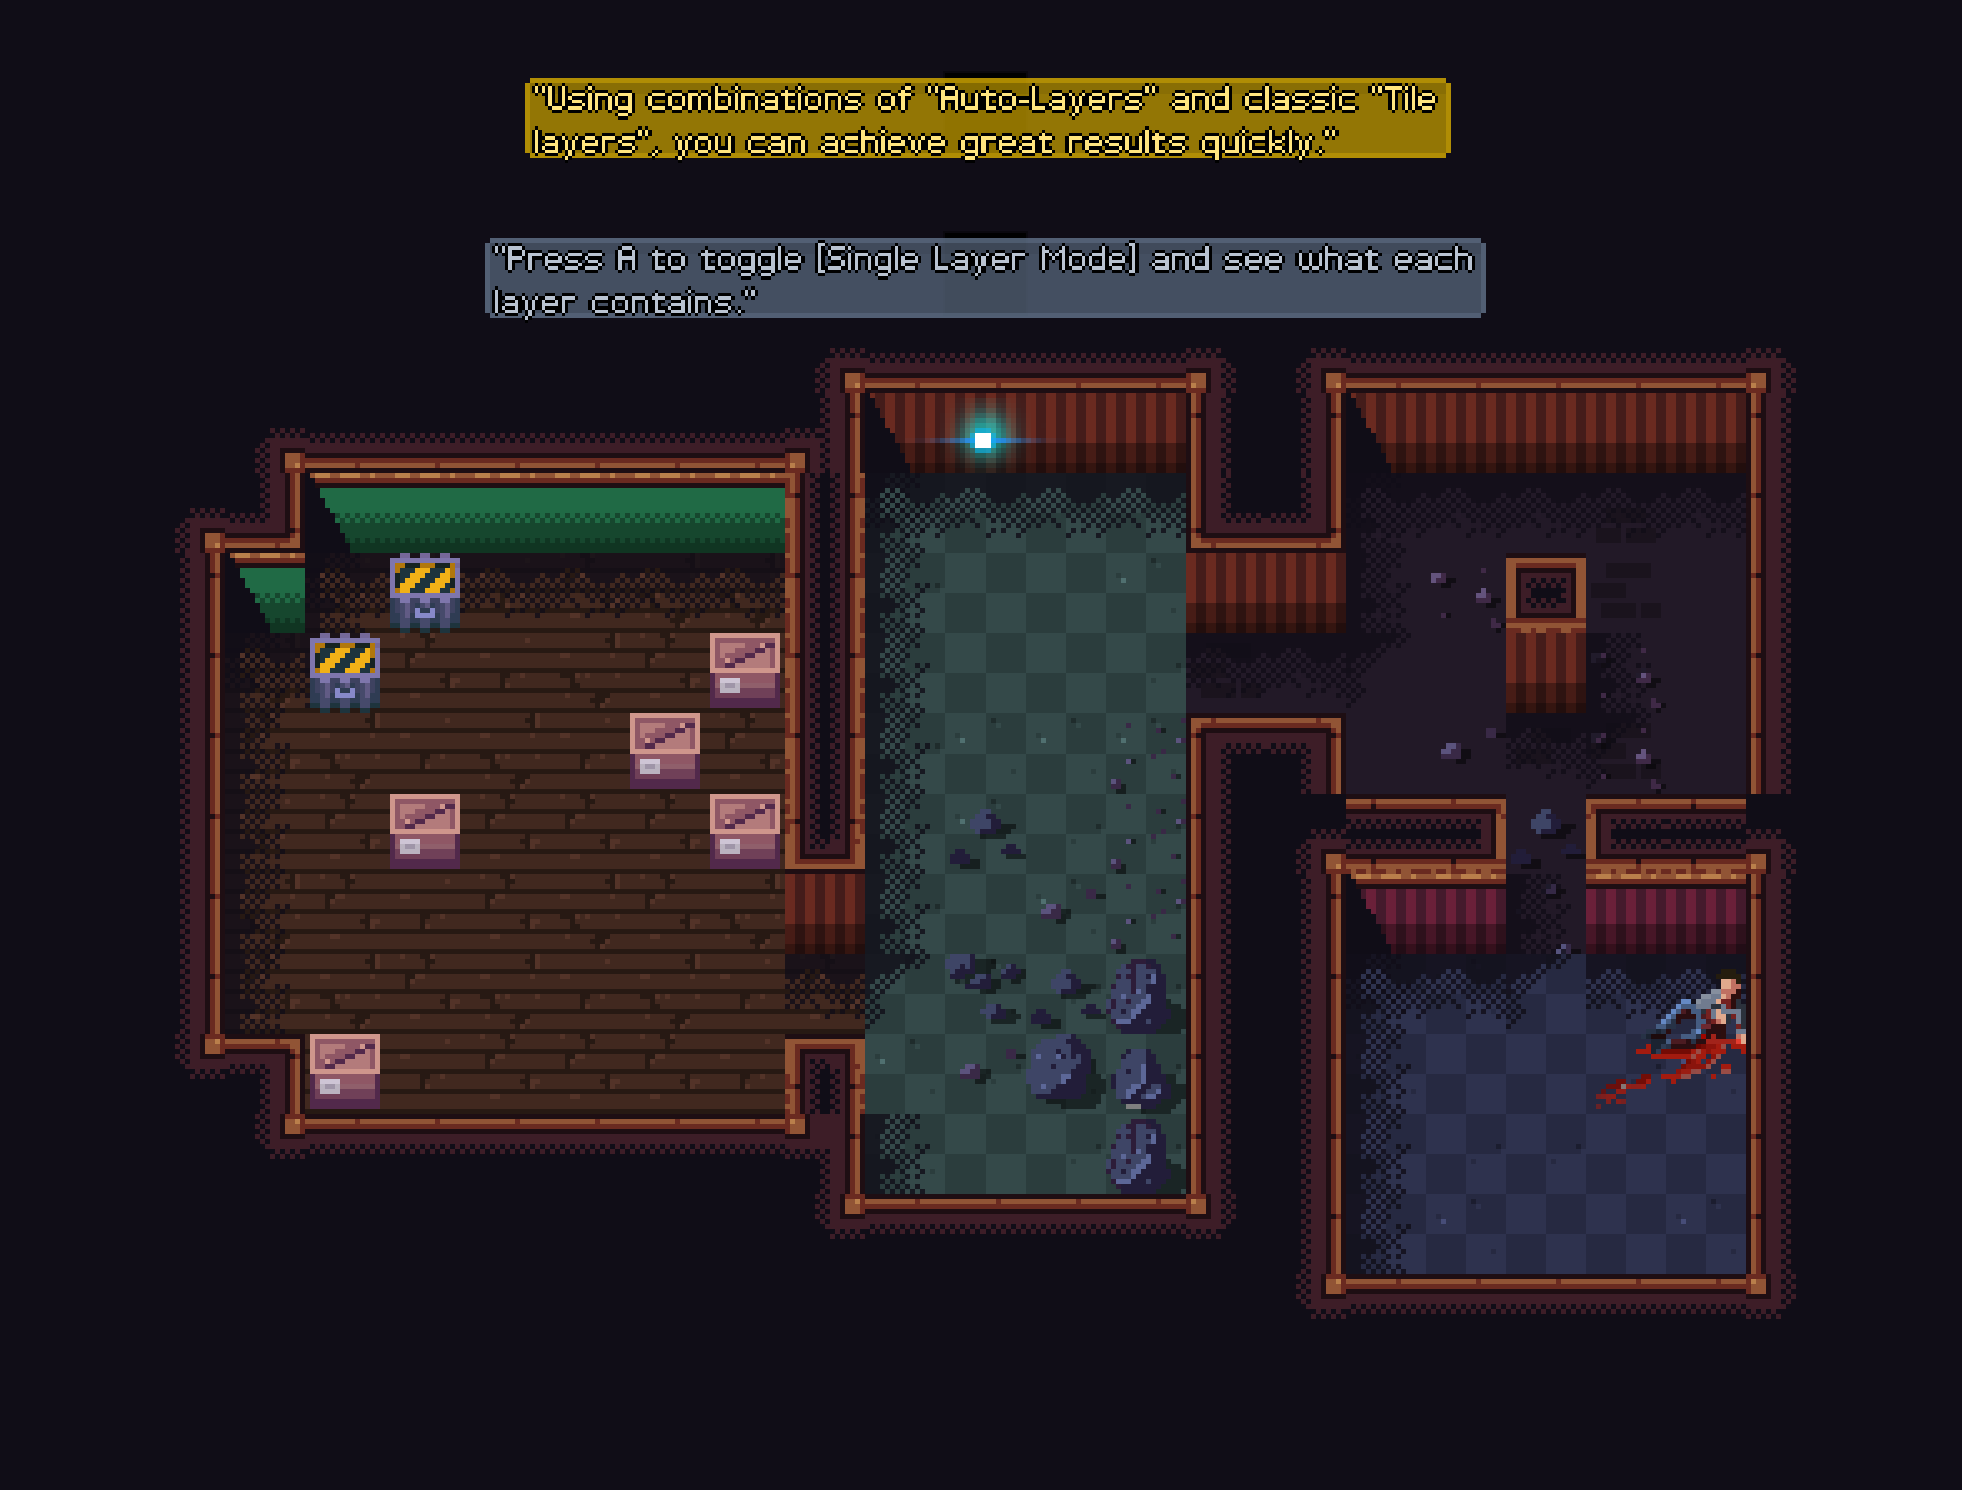 "Using combinations of "Auto-Layers" and classic "Tile
layers", you can achieve great results quickly."
"Press A to toggle [Single Layer Mode] and see what each
layer contains."